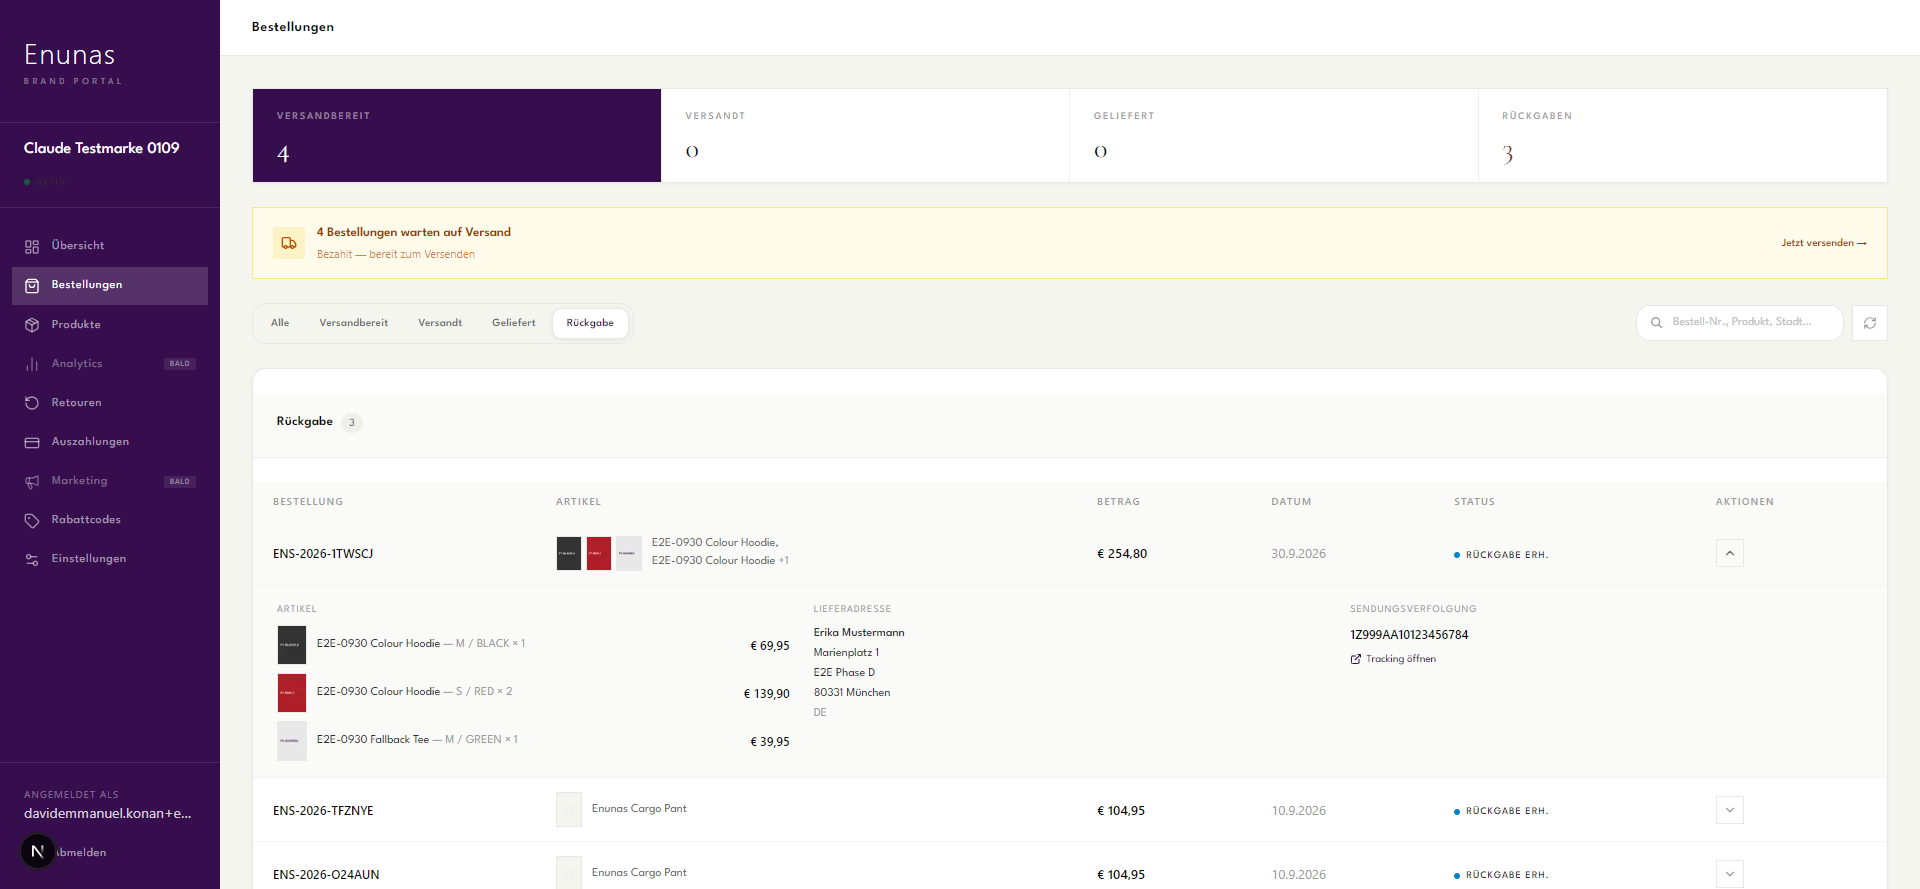 Enunas
BRAND PORTAL
Claude Testmarke 0109
AKTIV
Übersicht
Bestellungen
Produkte
Analytics BALD
Retouren
Auszahlungen
Marketing BALD
Rabattcodes
Einstellungen
ANGEMELDET ALS
davidemmanuel.konan+e...
N
Abmelden
Bestellungen
VERSANDBEREIT
4
VERSANDT
0
GELIEFERT
0
RÜCKGABEN
3
4 Bestellungen warten auf Versand
Bezahlt — bereit zum Versenden
Jetzt versenden →
Alle Versandbereit Versandt Geliefert Rückgabe
Bestell-Nr., Produkt, Stadt...
Rückgabe 3
BESTELLUNG ARTIKEL BETRAG DATUM STATUS AKTIONEN
ENS-2026-1TWSCJ
E2E-0930 Colour Hoodie,
E2E-0930 Colour Hoodie +1
€ 254,80
30.9.2026
RÜCKGABE ERH.
ARTIKEL
E2E-0930 Colour Hoodie — M / BLACK × 1 € 69,95
E2E-0930 Colour Hoodie — S / RED × 2 € 139,90
E2E-0930 Fallback Tee — M / GREEN × 1 € 39,95
LIEFERADRESSE
Erika Mustermann
Marienplatz 1
E2E Phase D
80331 München
DE
SENDUNGSVERFOLGUNG
1Z999AA10123456784
Tracking öffnen
ENS-2026-TFZNYE Enunas Cargo Pant € 104,95 10.9.2026 RÜCKGABE ERH.
ENS-2026-O24AUN Enunas Cargo Pant € 104,95 10.9.2026 RÜCKGABE ERH.